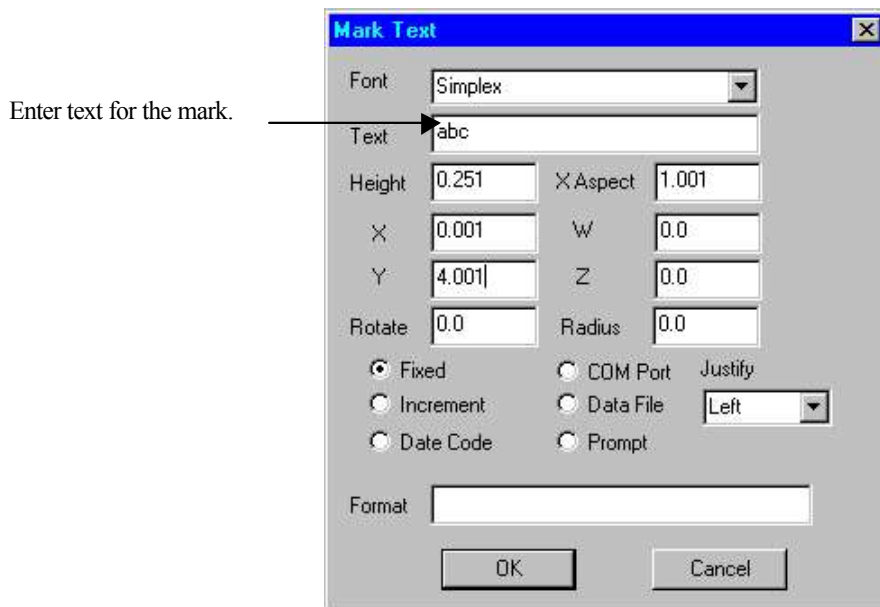 Mark Text
Font Simplex
Enter text for the mark.
Text abc
Height 0.251 X Aspect 1.001
X 0.001 W 0.0
Y 4.001 Z 0.0
Rotate 0.0 Radius 0.0
Fixed COM Port Justify
Increment Data File Left
Date Code Prompt
Format
OK Cancel